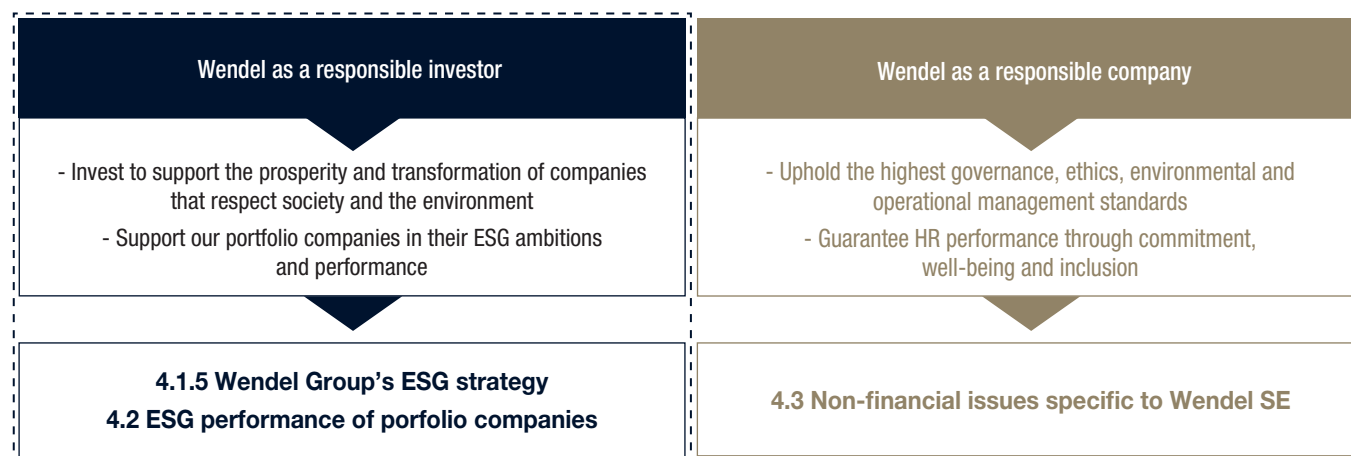 Wendel as a responsible investor
- Invest to support the prosperity and transformation of companies
that respect society and the environment
- Support our portfolio companies in their ESG ambitions
and performance
4.1.5 Wendel Group’s ESG strategy
4.2 ESG performance of porfolio companies
Wendel as a responsible company
- Uphold the highest governance, ethics, environmental and
operational management standards
- Guarantee HR performance through commitment,
well-being and inclusion
4.3 Non-financial issues specific to Wendel SE